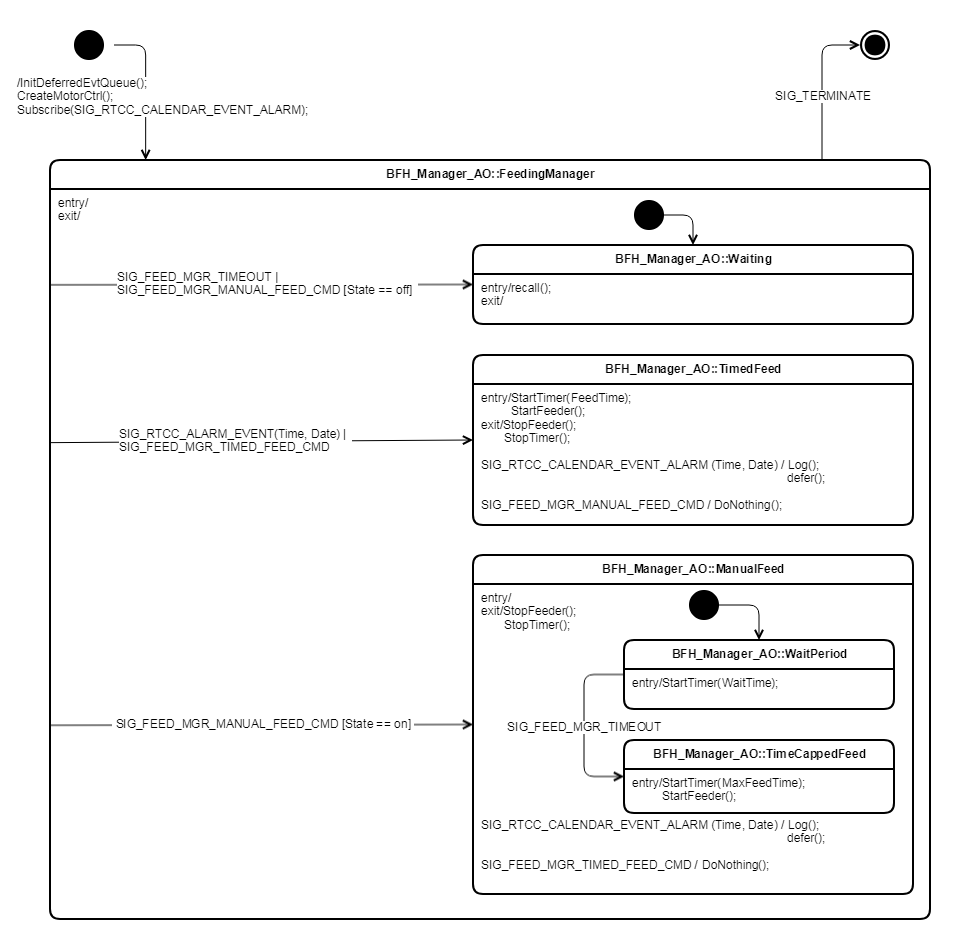 /InitDeferredEvtQueue();
CreateMotorCtrl();
Subscribe(SIG_RTCC_CALENDAR_EVENT_ALARM);
SIG_TERMINATE
BFH_Manager_AO::FeedingManager
entry/
exit/
BFH_Manager_AO::Waiting
SIG_FEED_MGR_TIMEOUT |
SIG_FEED_MGR_MANUAL_FEED_CMD [State == off]
entry/recall();
exit/
BFH_Manager_AO::TimedFeed
entry/StartTimer(FeedTime);
StartFeeder();
exit/StopFeeder();
StopTimer();
SIG_RTCC_ALARM_EVENT(Time, Date) |
SIG_FEED_MGR_TIMED_FEED_CMD
SIG_RTCC_CALENDAR_EVENT_ALARM (Time, Date) / Log();
defer();
SIG_FEED_MGR_MANUAL_FEED_CMD / DoNothing();
BFH_Manager_AO::ManualFeed
entry/
exit/StopFeeder();
StopTimer();
BFH_Manager_AO::WaitPeriod
entry/StartTimer(WaitTime);
SIG_FEED_MGR_MANUAL_FEED_CMD [State == on]
SIG_FEED_MGR_TIMEOUT
BFH_Manager_AO::TimeCappedFeed
entry/StartTimer(MaxFeedTime);
StartFeeder();
SIG_RTCC_CALENDAR_EVENT_ALARM (Time, Date) / Log();
defer();
SIG_FEED_MGR_TIMED_FEED_CMD / DoNothing();